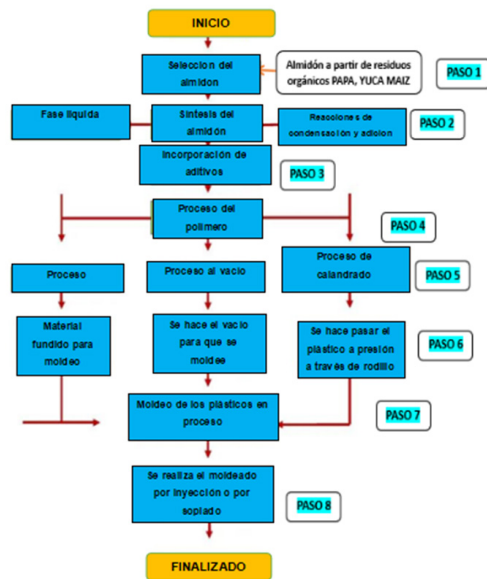 INICIO
Seleccion del
almidon
Almidón a partir de residuos
orgánicos PAPA, YUCA MAIZ
PASO 1
Fase liquida
Sintesis del
almidón
Reacciones de
condensación y adicion
PASO 2
Incorporación de
aditivos
PASO 3
Proceso del
polimero
PASO 4
Proceso
Proceso al vacio
Proceso de
calandrado
PASO 5
Material
fundido para
moldeo
Se hace el vacio
para que se
moldee
Se hace pasar el
plástico a presión
a través de rodillo
PASO 6
Moldeo de los plásticos en
proceso
PASO 7
Se realiza el moldeado
por Inyección o por
soplado
PASO 8
FINALIZADO